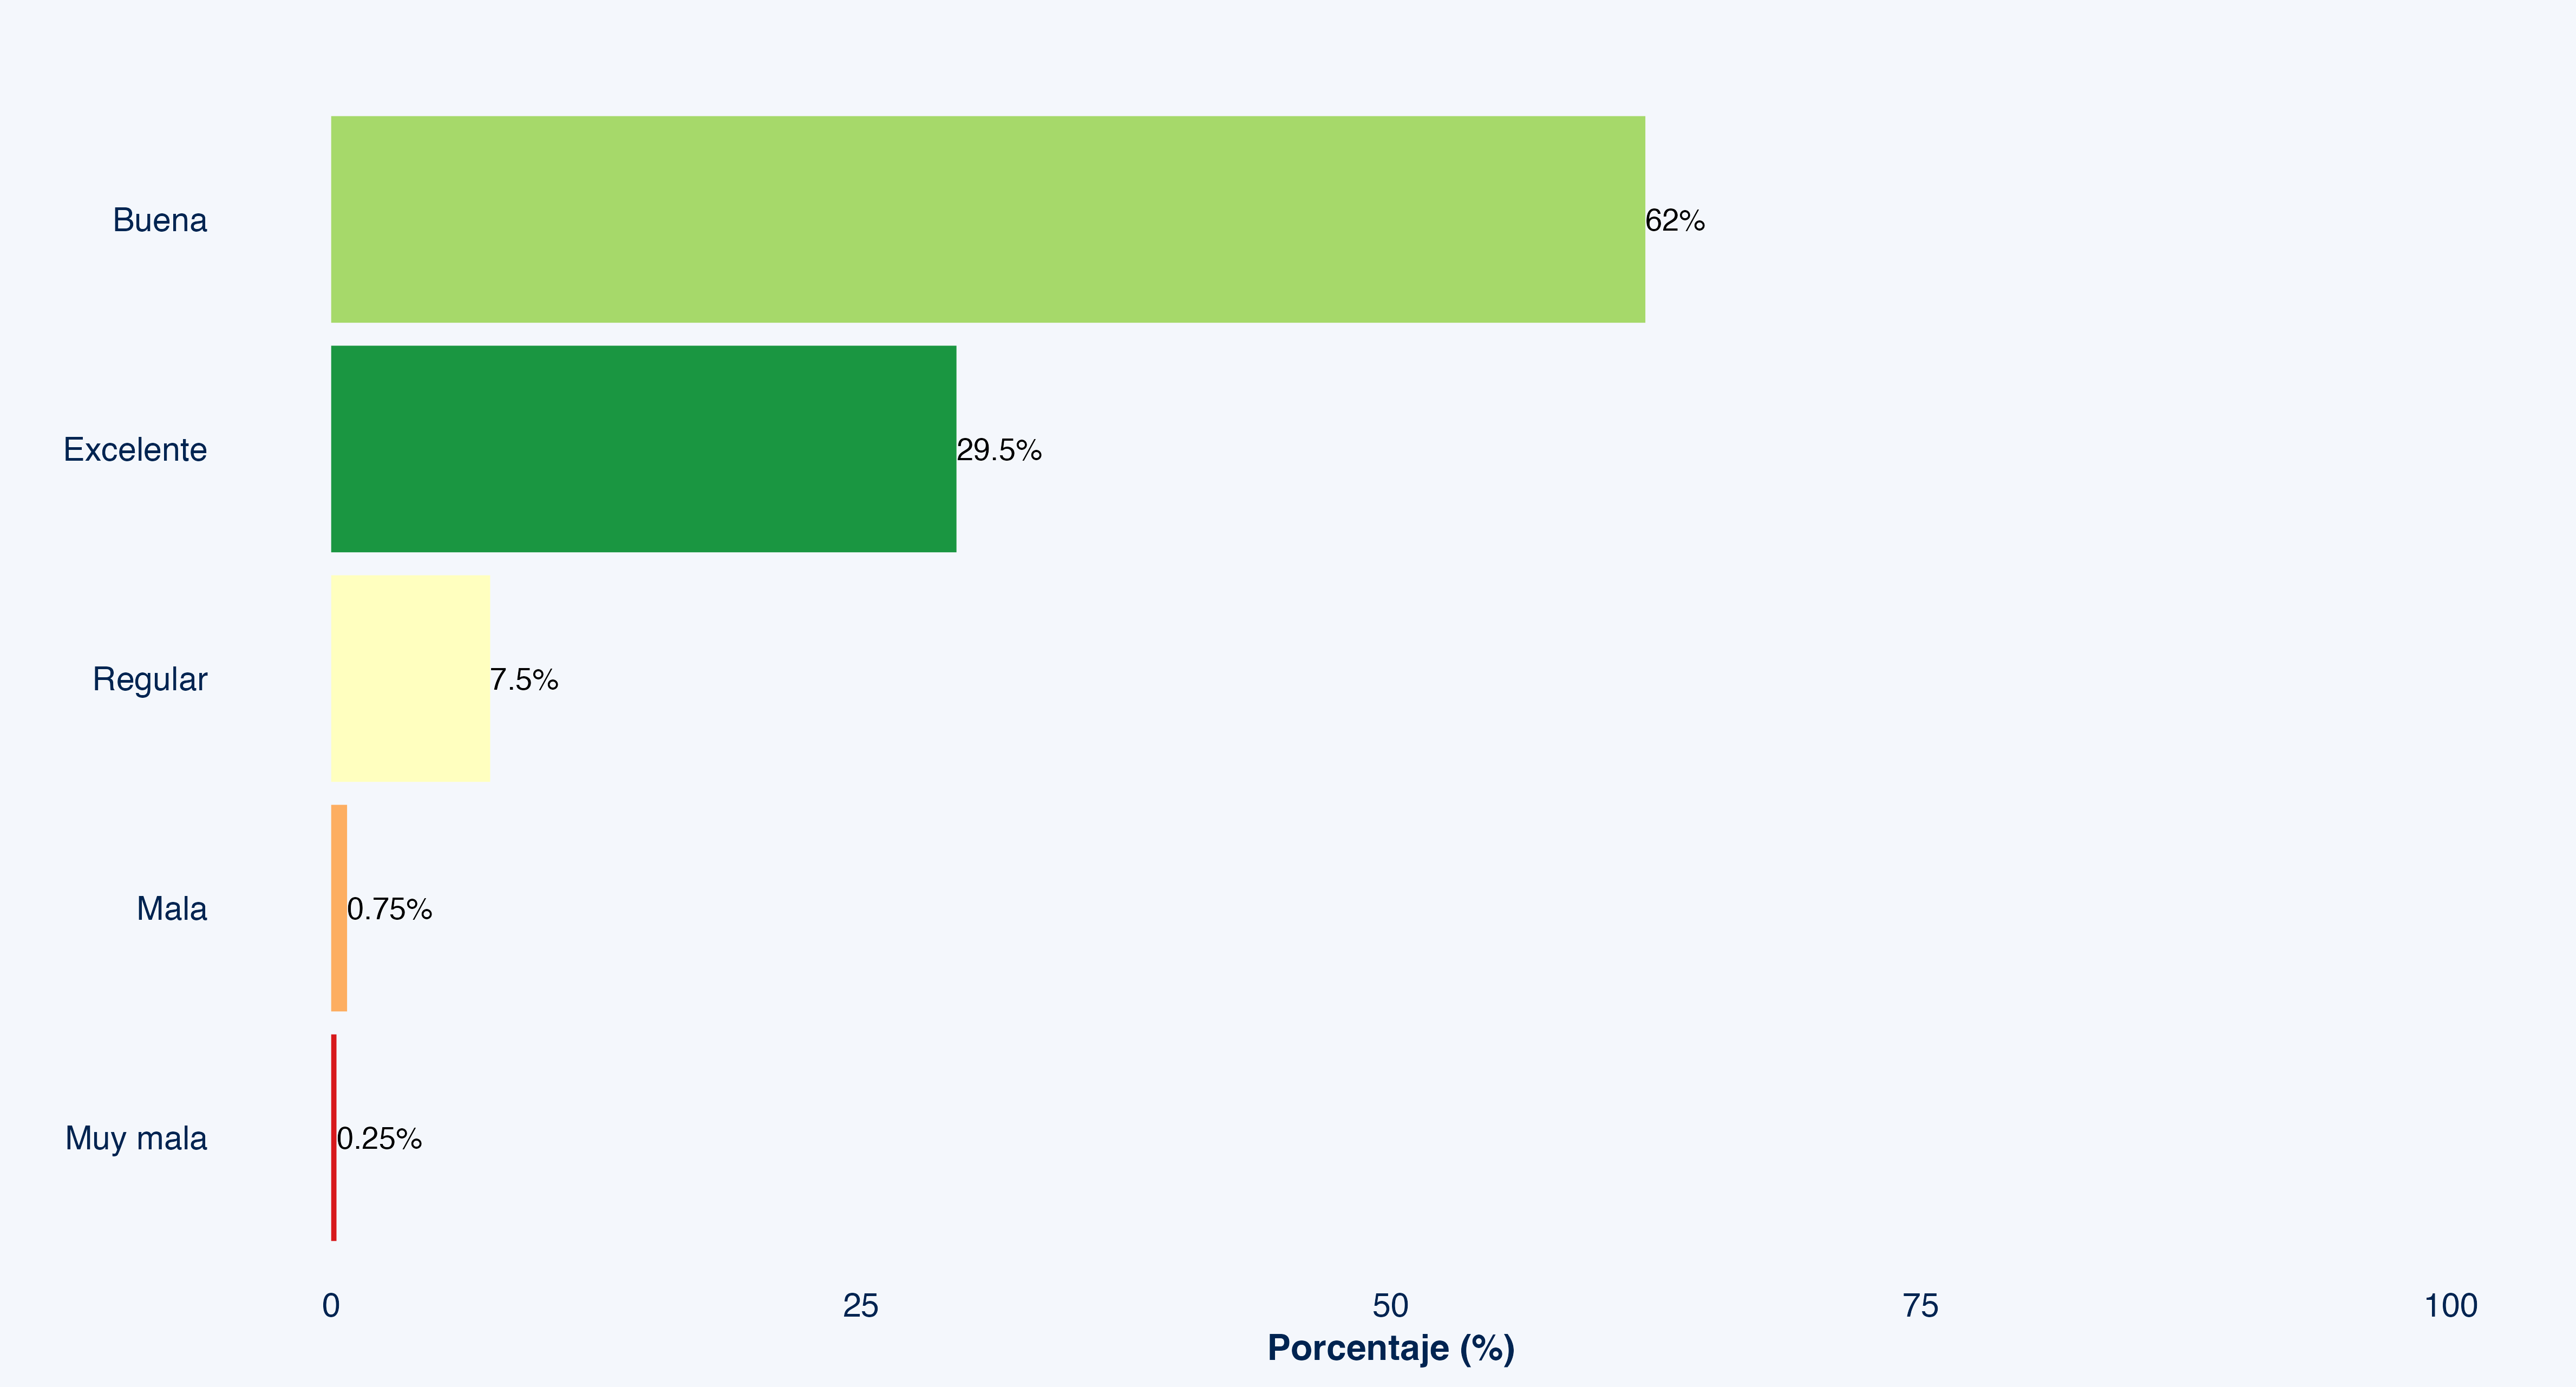 Buena
62%
Excelente
29.5%
Regular
7.5%
Mala
0.75%
Muy mala
0.25%
0 25 50 75 100
Porcentaje (%)